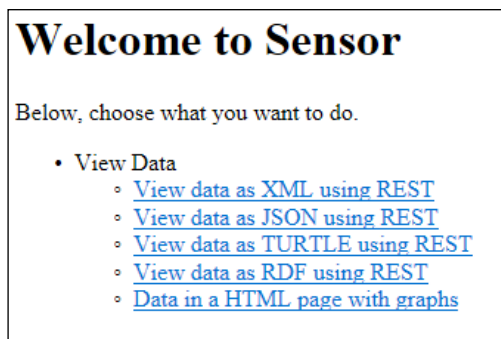 Welcome to Sensor
Below, choose what you want to do.
• View Data
◦ View data as XML using REST
◦ View data as JSON using REST
◦ View data as TURTLE using REST
◦ View data as RDF using REST
◦ Data in a HTML page with graphs